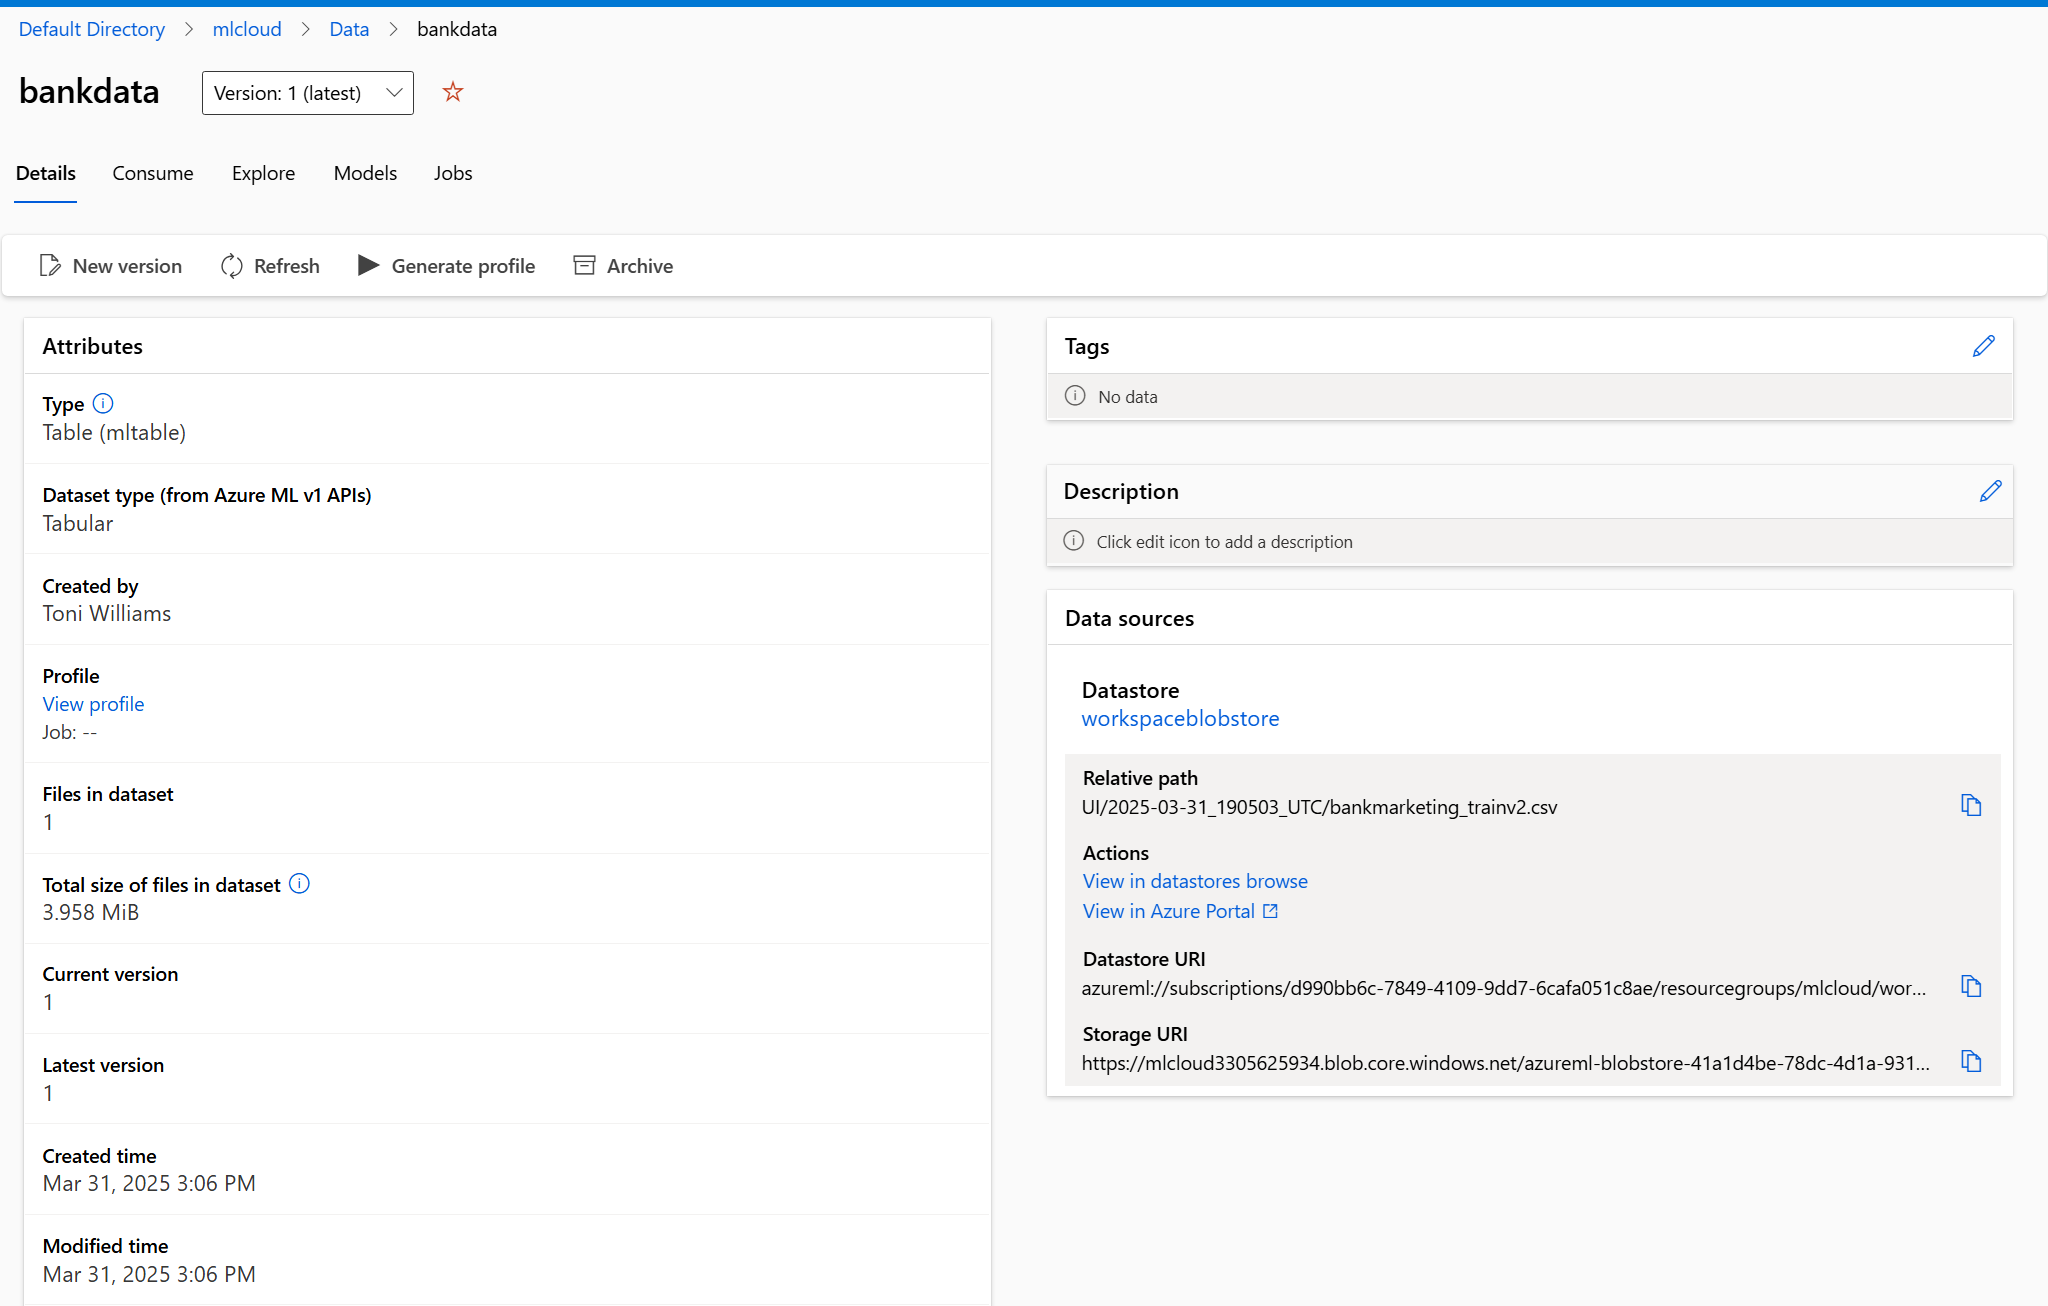 Default Directory > mlcloud > Data > bankdata
bankdata
Version: 1 (latest)
Details Consume Explore Models Jobs
New version Refresh Generate profile Archive
Attributes
Type
Table (mltable)
Dataset type (from Azure ML v1 APIs)
Tabular
Created by
Toni Williams
Profile
View profile
Job: --
Files in dataset
1
Total size of files in dataset
3.958 MiB
Current version
1
Latest version
1
Created time
Mar 31, 2025 3:06 PM
Modified time
Mar 31, 2025 3:06 PM
Tags
No data
Description
Click edit icon to add a description
Data sources
Datastore
workspaceblobstore
Relative path
UI/2025-03-31_190503_UTC/bankmarketing_trainv2.csv
Actions
View in datastores browse
View in Azure Portal
Datastore URI
azureml://subscriptions/d990bb6c-7849-4109-9dd7-6cafa051c8ae/resourcegroups/mlcloud/wor...
Storage URI
https://mlcloud3305625934.blob.core.windows.net/azureml-blobstore-41a1d4be-78dc-4d1a-931...